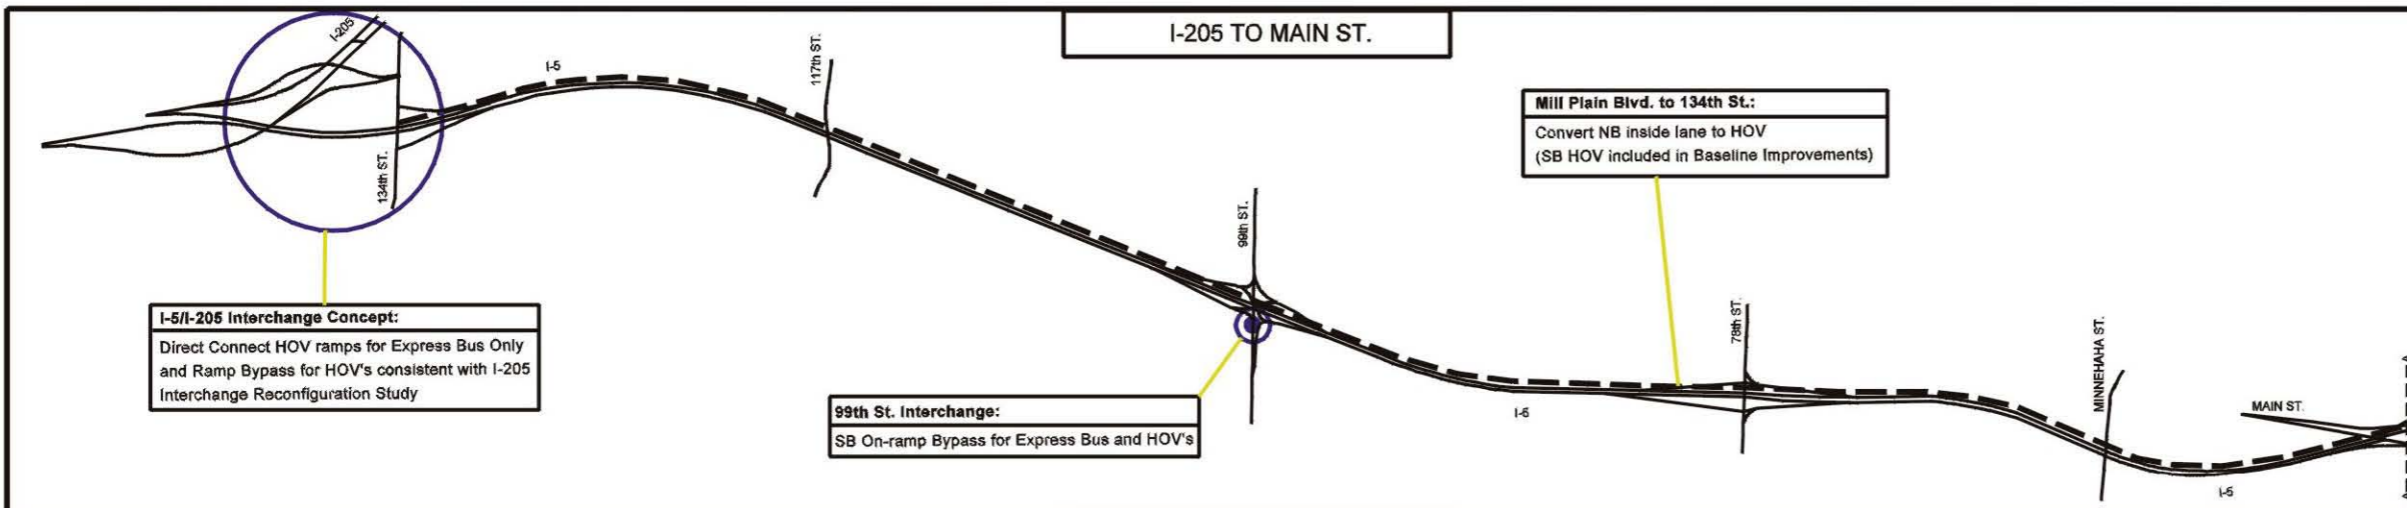 I-205 TO MAIN ST.
I-205
I-5
117th ST.
134th ST.
Mill Plain Blvd. to 134th St.:
Convert NB inside lane to HOV
(SB HOV included in Baseline Improvements)
99th ST.
I-5/I-205 Interchange Concept:
Direct Connect HOV ramps for Express Bus Only
and Ramp Bypass for HOV's consistent with I-205
Interchange Reconfiguration Study
78th ST.
MINNEHAHA ST.
99th St. Interchange:
SB On-ramp Bypass for Express Bus and HOV's
I-5
MAIN ST.
I-5
A
A